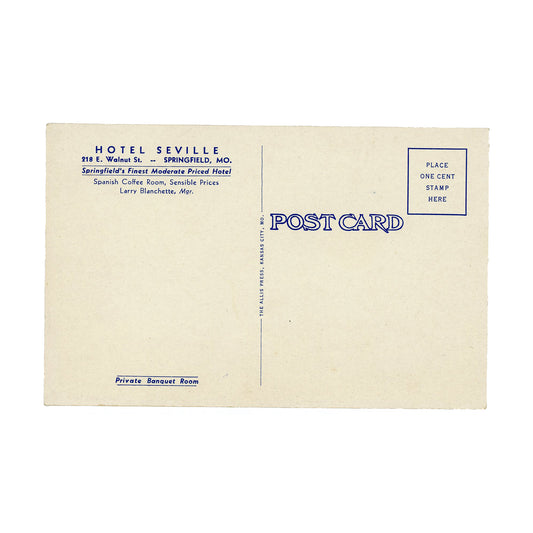 HOTEL SEVILLE
218 E. Walnut St. -- SPRINGFIELD, MO.
Springfield's Finest Moderate Priced Hotel
Spanish Coffee Room, Sensible Prices
Larry Blanchette, Mgr.
Private Banquet Room
THE ALLIS PRESS, KANSAS CITY, MO.
POST CARD
PLACE
ONE CENT
STAMP
HERE